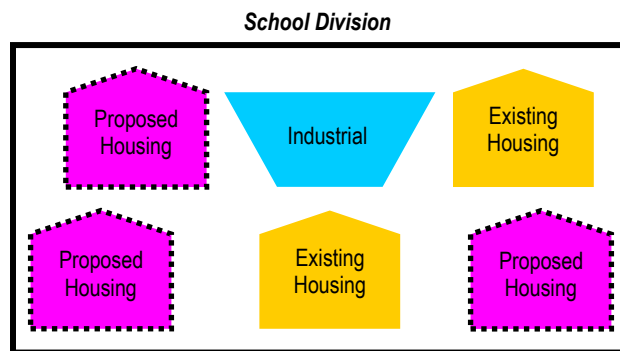 School Division
Proposed
Housing
Industrial
Existing
Housing
Proposed
Housing
Existing
Housing
Proposed
Housing